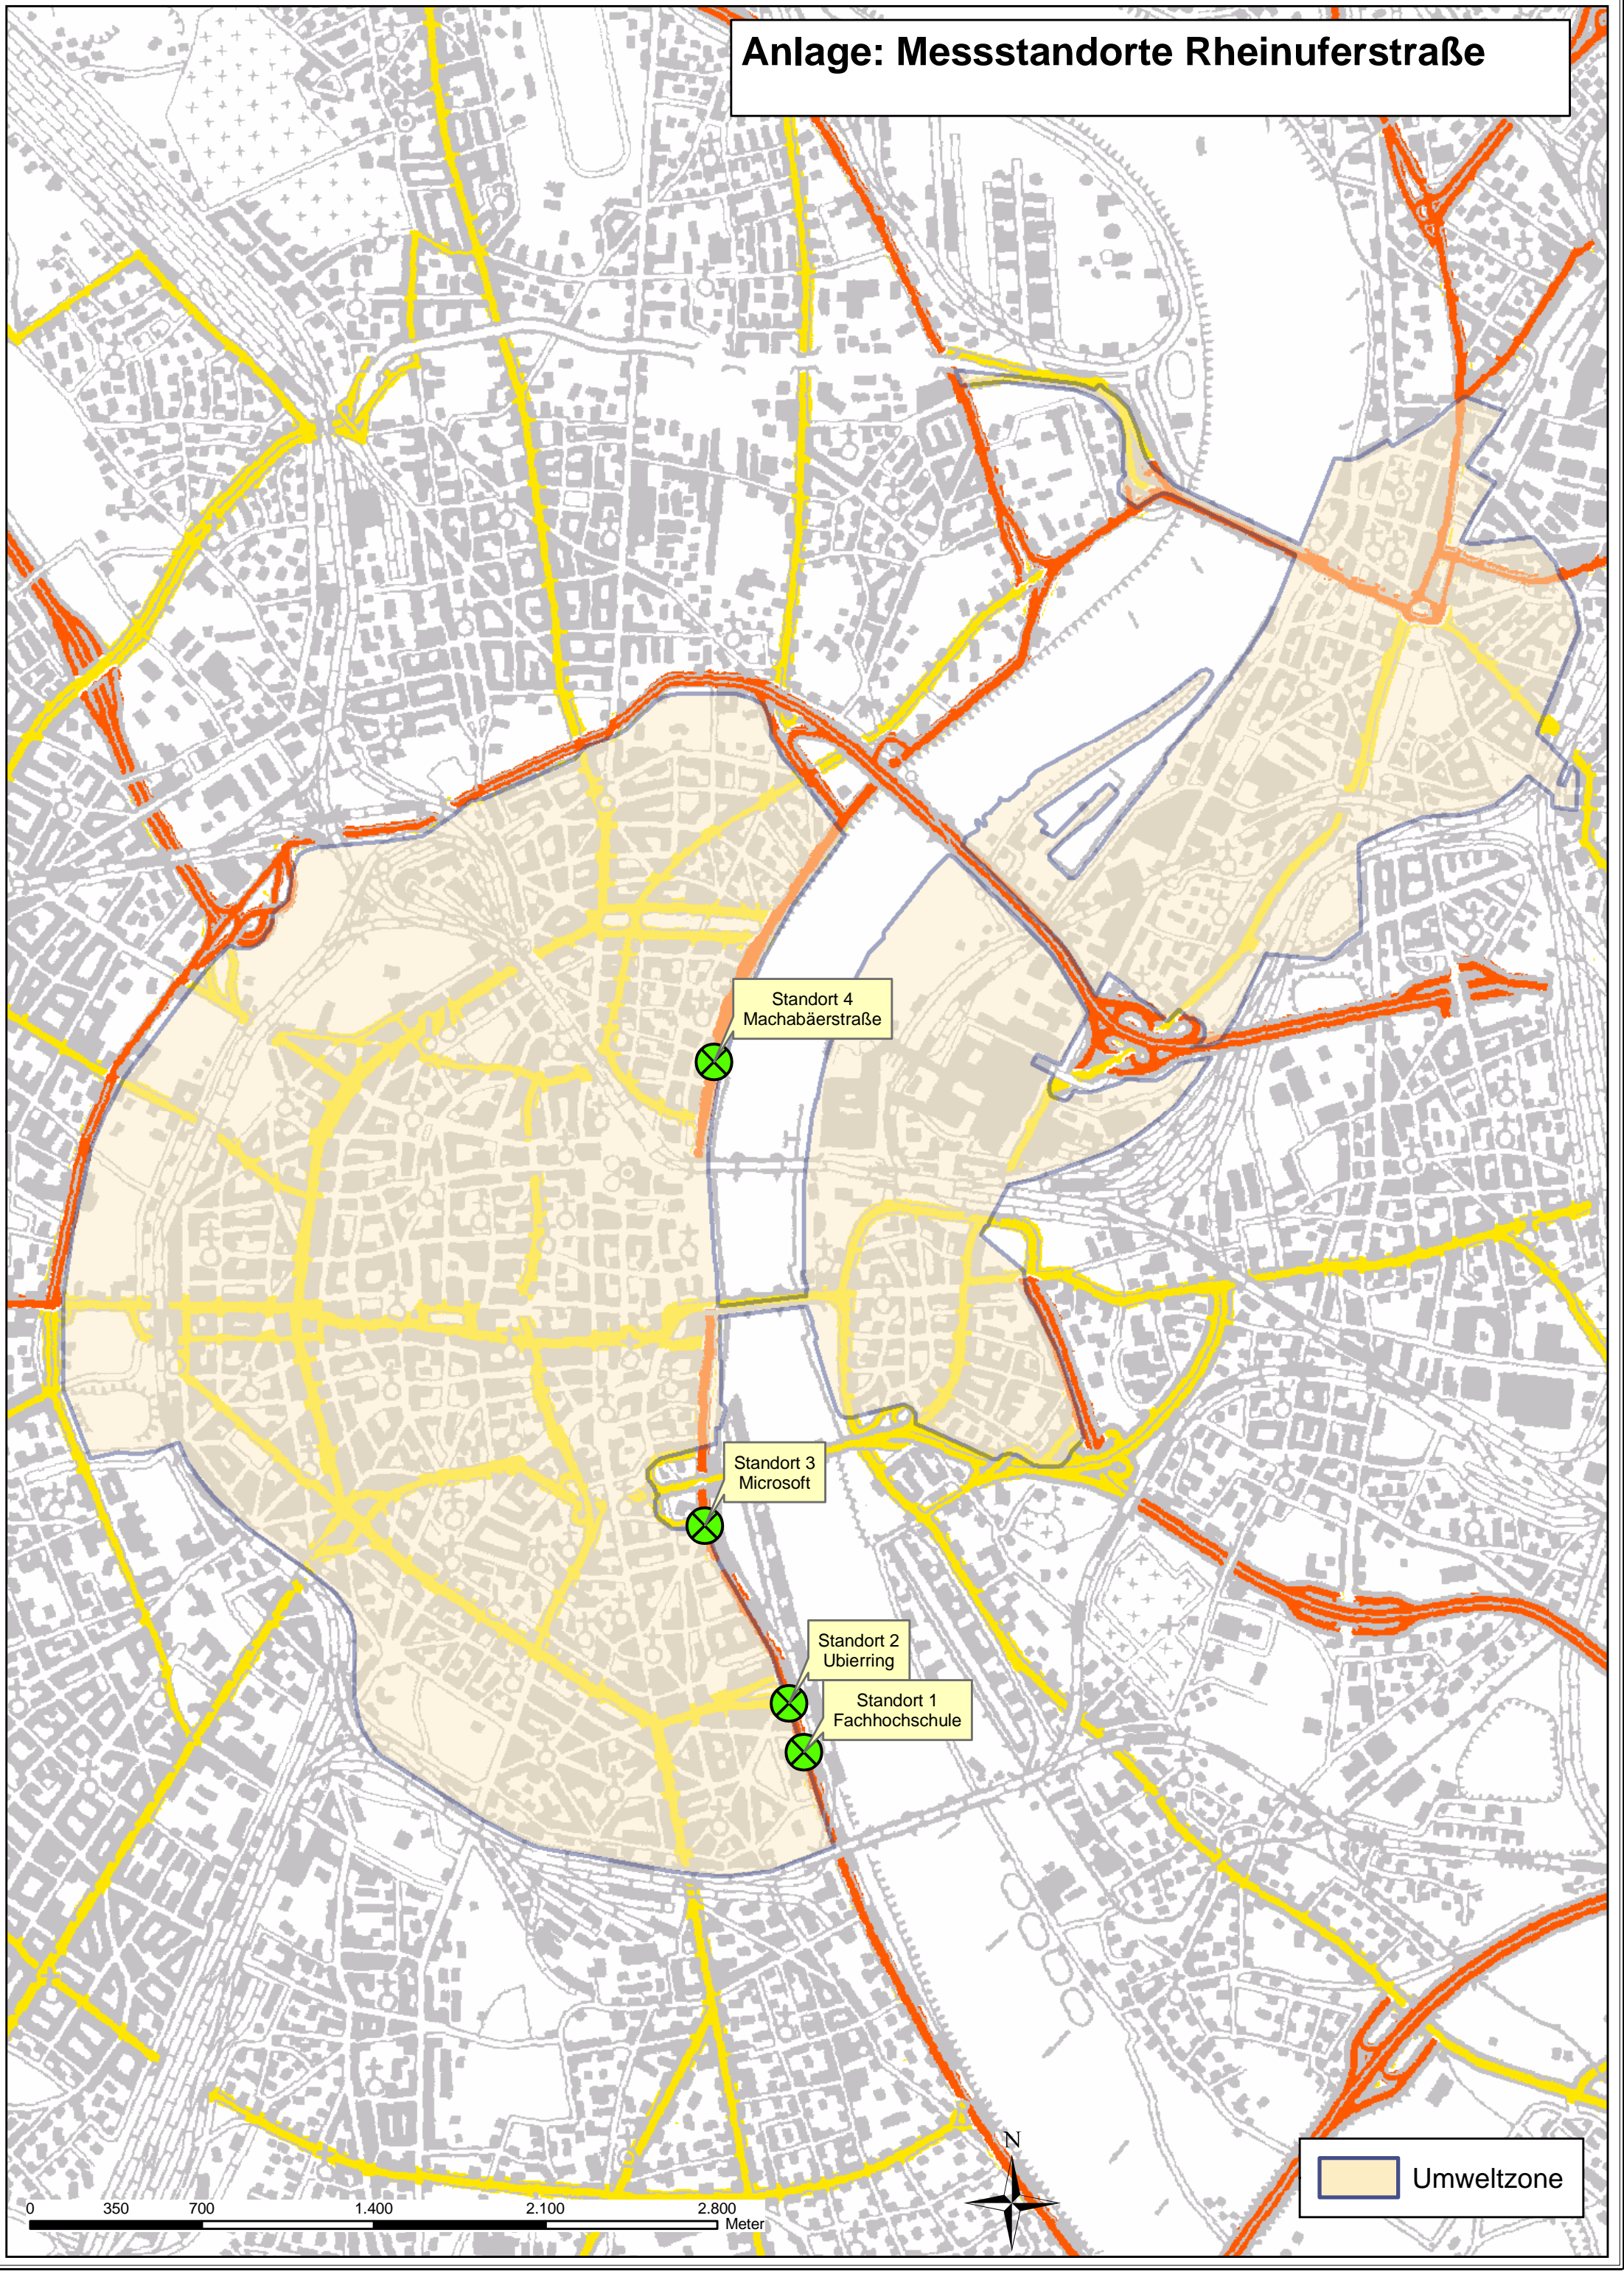 Anlage: Messstandorte Rheinuferstraße
Standort 4
Machabäerstraße
Standort 3
Microsoft
Standort 2
Ubierring
Standort 1
Fachhochschule
N
Umweltzone
0 350 700 1.400 2.100 2.800
Meter